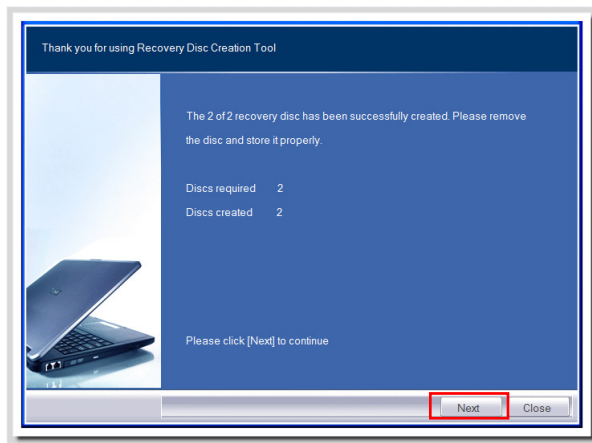 Thank you for using Recovery Disc Creation Tool
The 2 of 2 recovery disc has been successfully created. Please remove
the disc and store it properly.
Discs required 2
Discs created 2
Please click [Next] to continue
Next Close